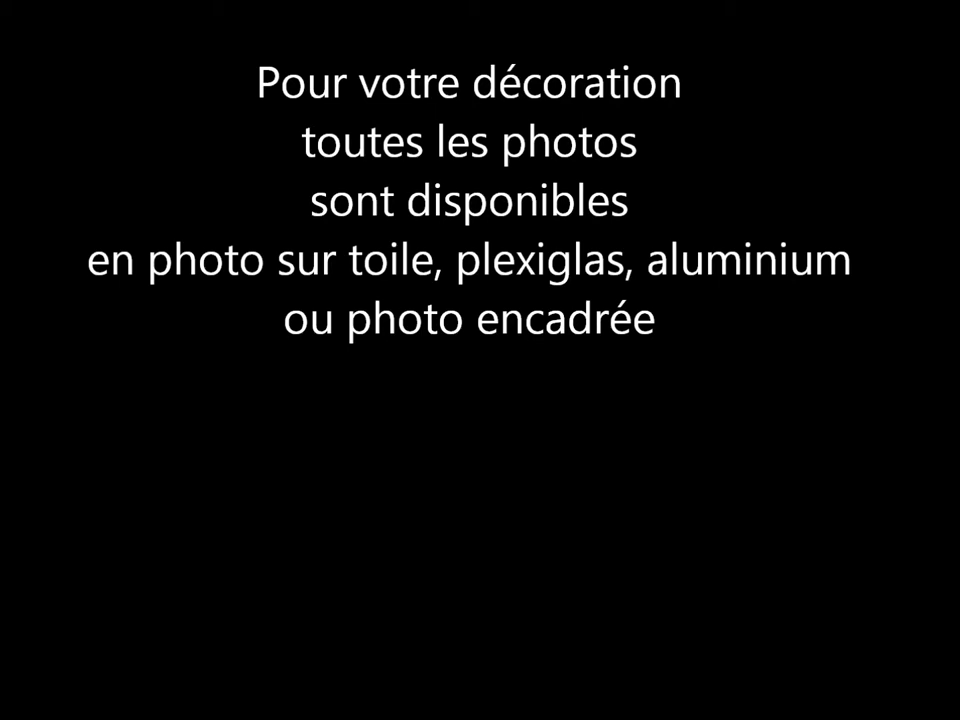 Pour votre décoration
toutes les photos
sont disponibles
en photo sur toile, plexiglas, aluminium
ou photo encadrée